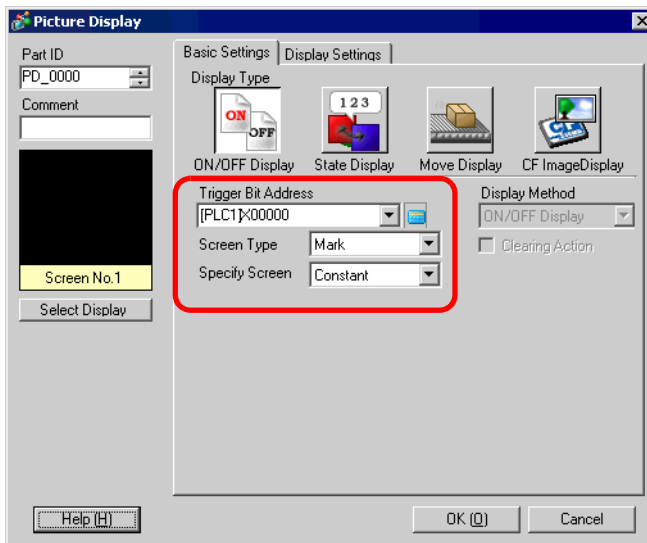 Picture Display
Part ID
PD_0000
Comment
Screen No.1
Select Display
Basic Settings
Display Settings
Display Type
ON
OFF
123
ON/OFF Display
State Display
Move Display
CF ImageDisplay
Trigger Bit Address
[PLC1]X00000
Screen Type
Mark
Specify Screen
Constant
Display Method
ON/OFF Display
Clearing Action
Help (H)
OK (O)
Cancel